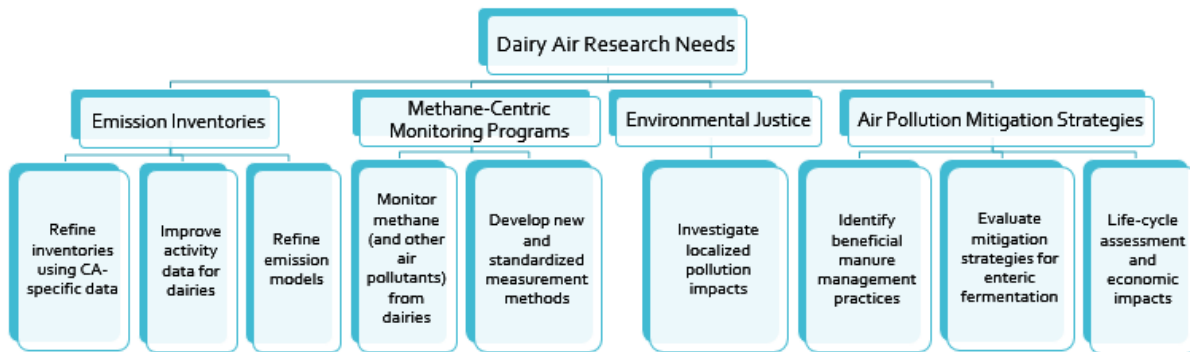 Dairy Air Research Needs
Emission Inventories
Methane-Centric
Monitoring Programs
Environmental Justice
Air Pollution Mitigation Strategies
Refine
inventories
using CA-
specific data
Improve
activity data for
dairies
Refine
emission
models
Monitor
methane
(and other
air
pollutants)
from
dairies
Develop new
and
standardized
measurement
methods
Investigate
localized
pollution
impacts
Identify
beneficial
manure
management
practices
Evaluate
mitigation
strategies for
enteric
fermentation
Life-cycle
assessment
and
economic
impacts